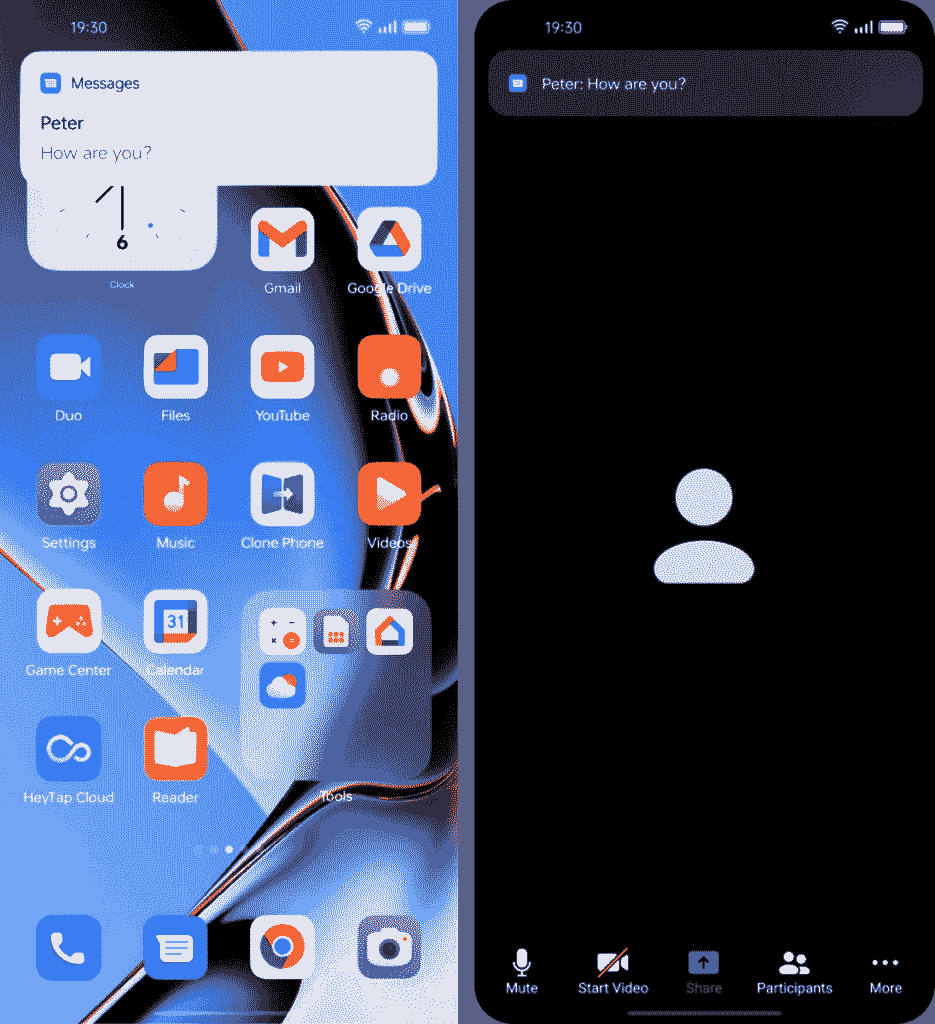 19:30
Messages
Peter
How are you?
6
Clock
Gmail
Google Drive
Duo
Files
YouTube
Radio
Settings
Music
Clone Phone
Videos
Game Center
31
Calendar
HeyTap Cloud
Reader
Tools
19:30
Peter: How are you?
Mute
Start Video
Share
Participants
More